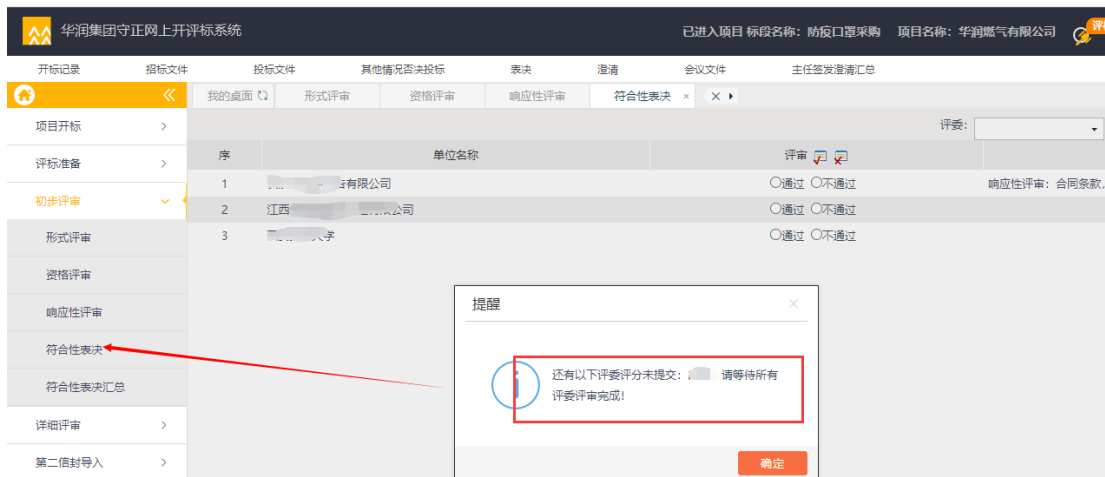 华润集团守正网上开评标系统
已进入项目 标段名称：防疫口罩采购 项目名称：华润燃气有限公司
开标记录 招标文件 投标文件 其他情况否决投标 表决 澄清 会议文件 主任签发澄清汇总
我的桌面 形式评审 资格评审 响应性评审 符合性表决
项目开标
评委：
评标准备
序 单位名称 评审
1 有限公司 通过 不通过 响应性评审：合同条款,
初步评审
2 江西 公司 通过 不通过
形式评审
3 大学 通过 不通过
资格评审
响应性评审
符合性表决
符合性表决汇总
详细评审
第二信封导入
提醒
还有以下评委评分未提交： 请等待所有
评委评审完成!
确定